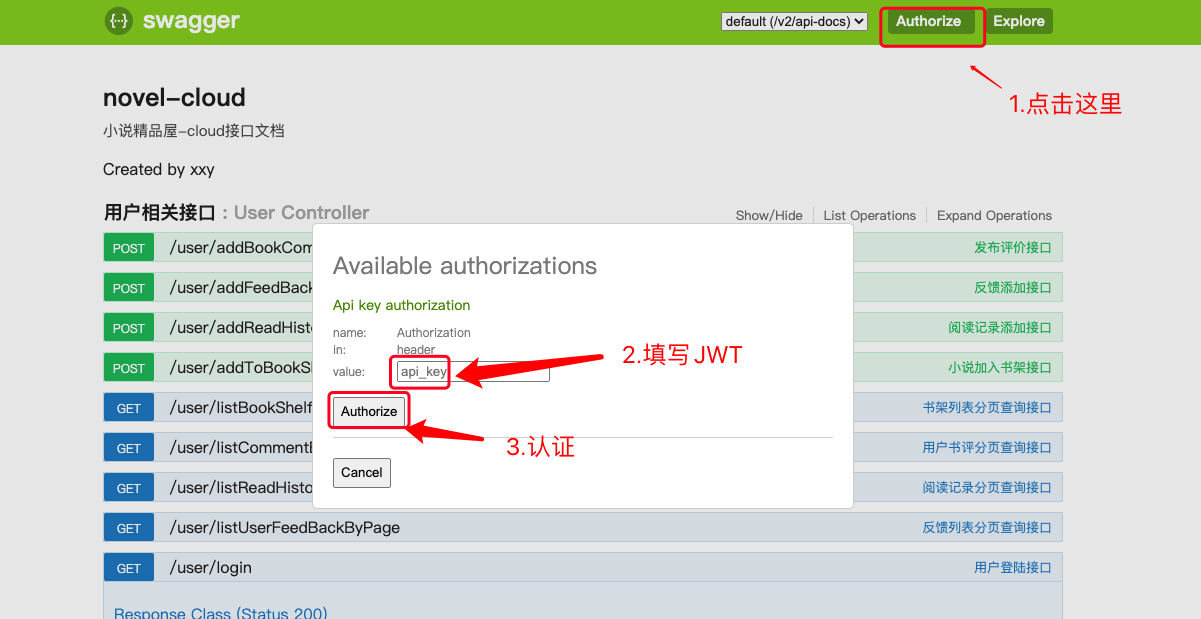 {··} swagger
default (/v2/api-docs)
Authorize
Explore
1.点击这里
novel-cloud
小说精品屋-cloud接口文档
Created by xxy
用户相关接口 : User Controller
Show/Hide
List Operations
Expand Operations
POST /user/addBookCom 发布评价接口
POST /user/addFeedBack 反馈添加接口
POST /user/addReadHisto 阅读记录添加接口
POST /user/addToBookSh 小说加入书架接口
GET /user/listBookShelf 书架列表分页查询接口
GET /user/listCommentB 用户书评分页查询接口
GET /user/listReadHisto 阅读记录分页查询接口
GET /user/listUserFeedBackByPage 反馈列表分页查询接口
GET /user/login 用户登陆接口
Response Class (Status 200)
Available authorizations
Api key authorization
name: Authorization
in: header
value: api_key
2.填写JWT
Authorize
3.认证
Cancel